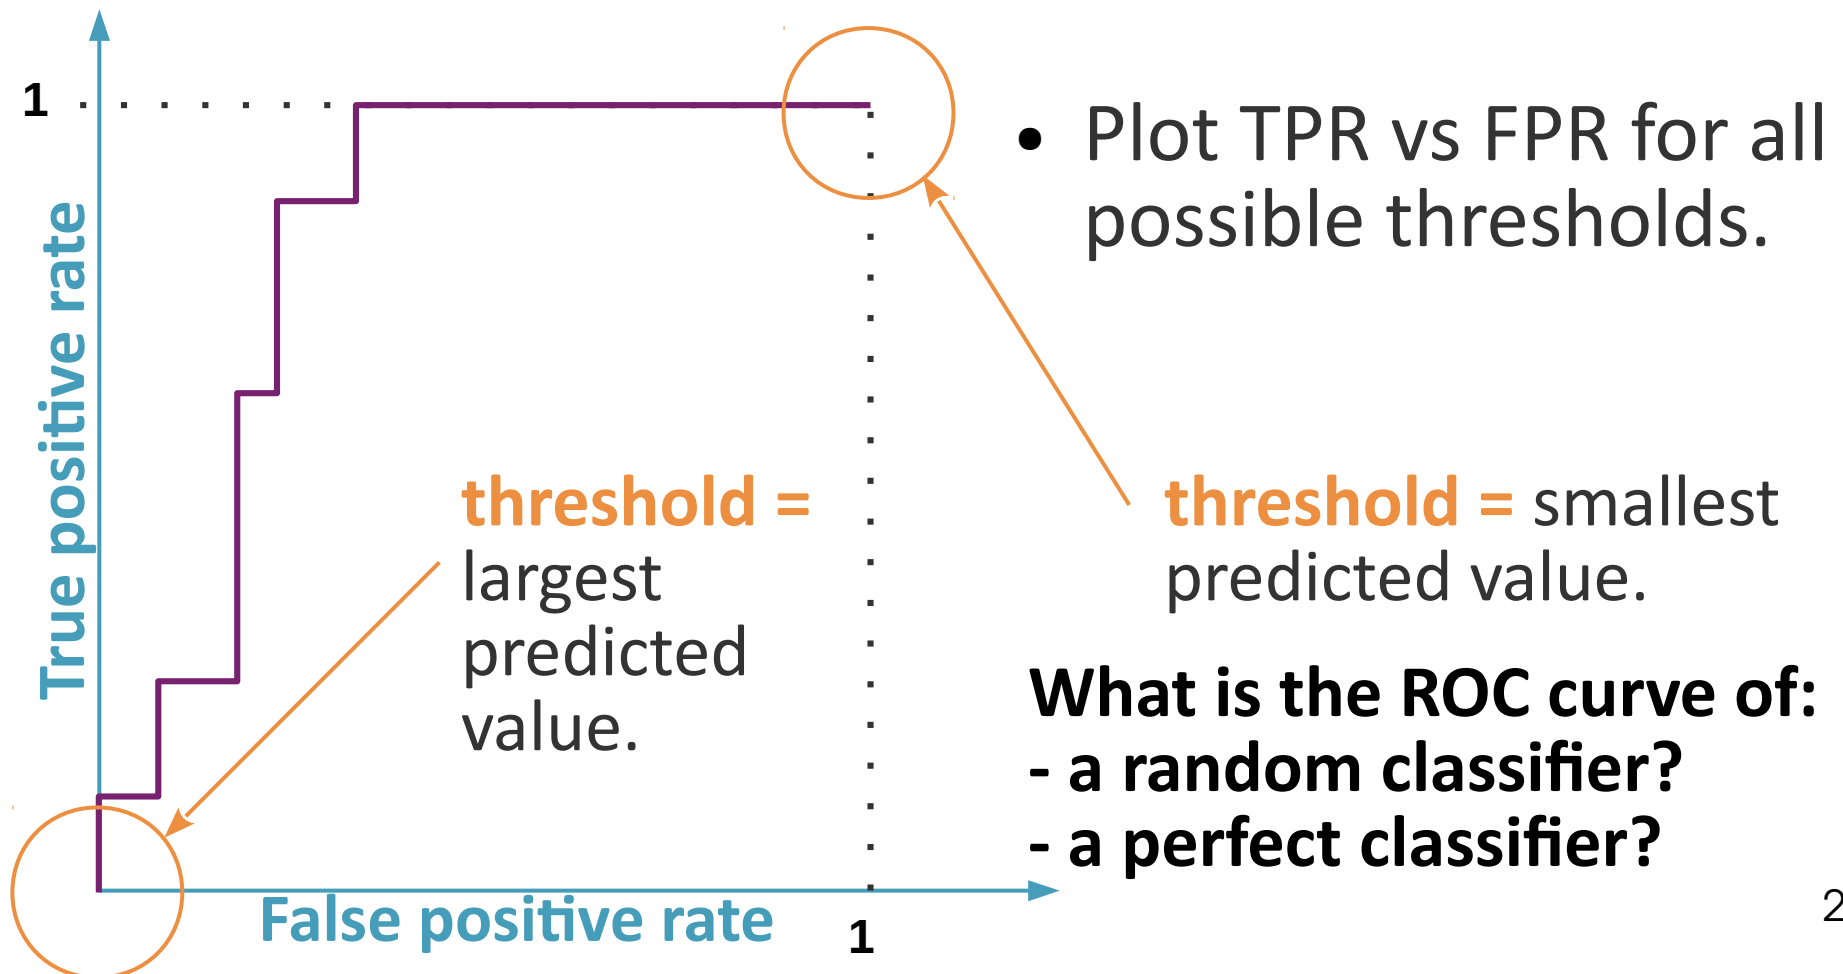 1
True positive rate
• Plot TPR vs FPR for all
possible thresholds.
threshold =
largest
predicted
value.
threshold = smallest
predicted value.
What is the ROC curve of:
- a random classifier?
- a perfect classifier?
False positive rate
1
2